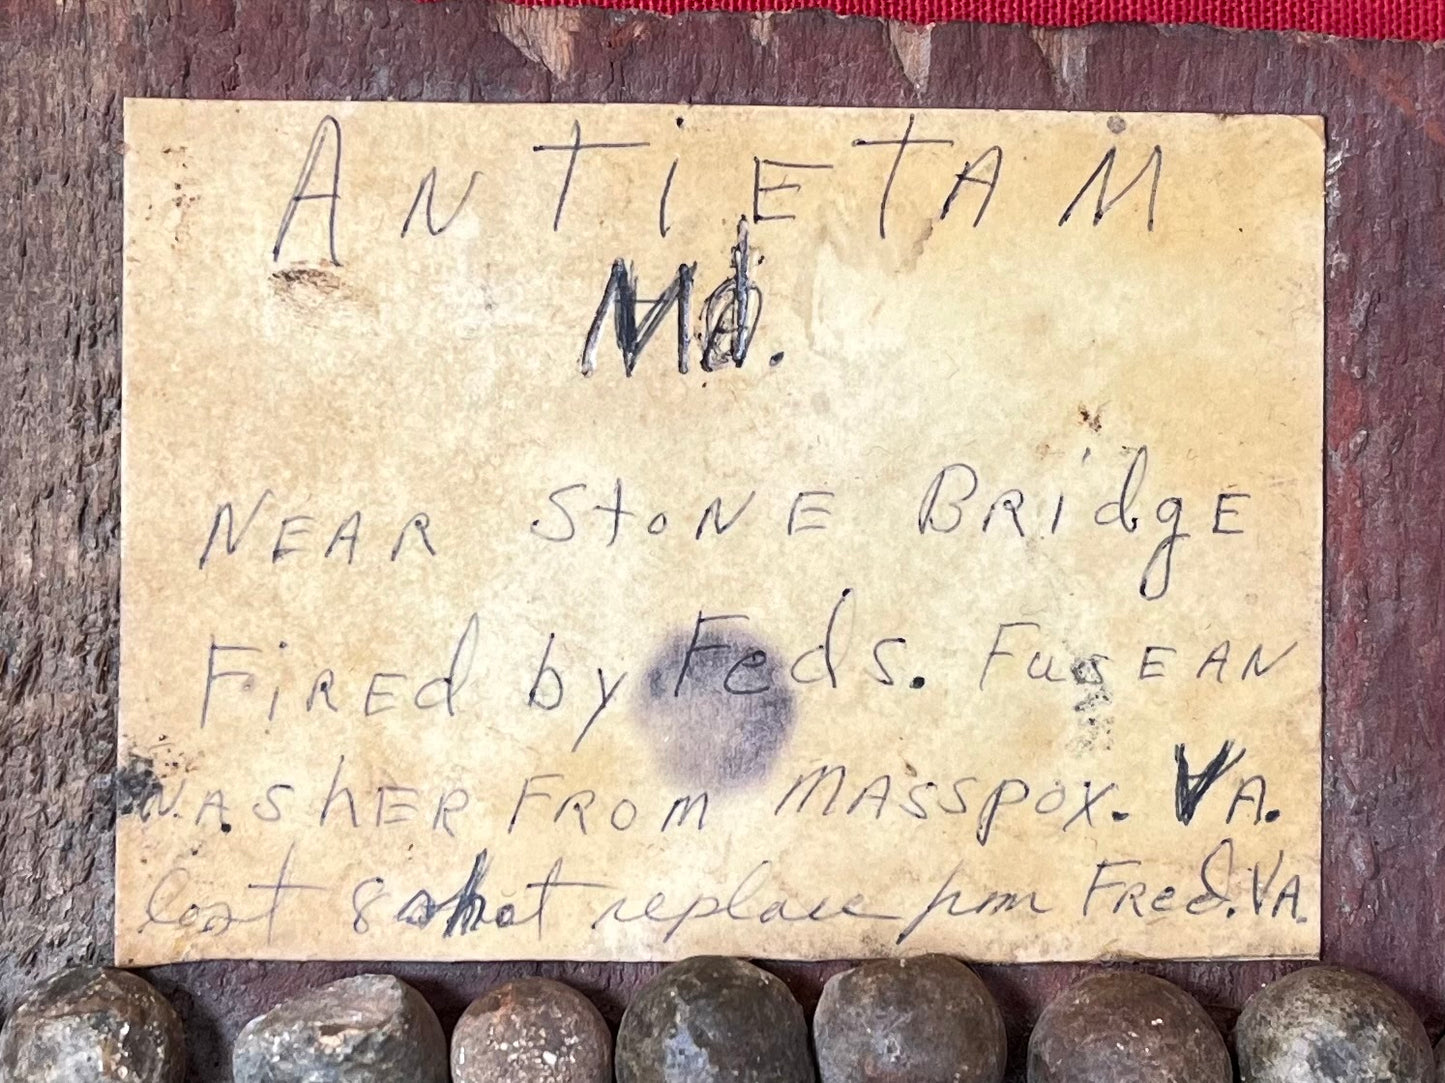 ANTiETAM
Md.
NEAR StoNE BRidgE
FiREd by Feds. FusEAN
WASHER FROM MASSPOX. VA.
lost 8 shot replace from FREd. VA.